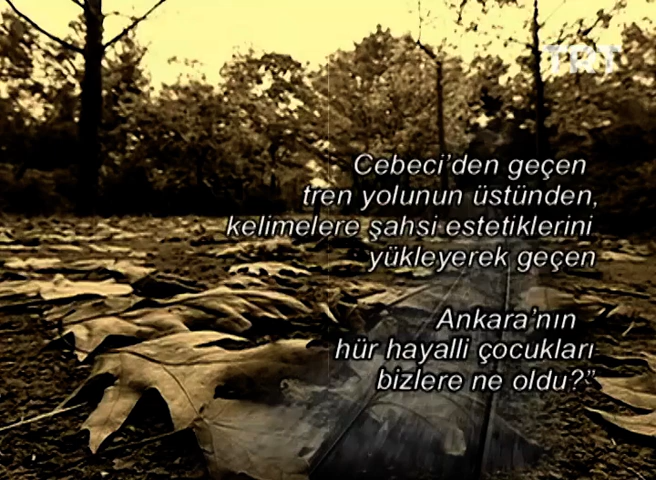 TRT
Cebeci'den geçen
tren yolunun üstünden,
kelimelere şahsi estetiklerini
yükleyerek geçen
Ankara'nın
hür hayalli çocukları
bizlere ne oldu?"